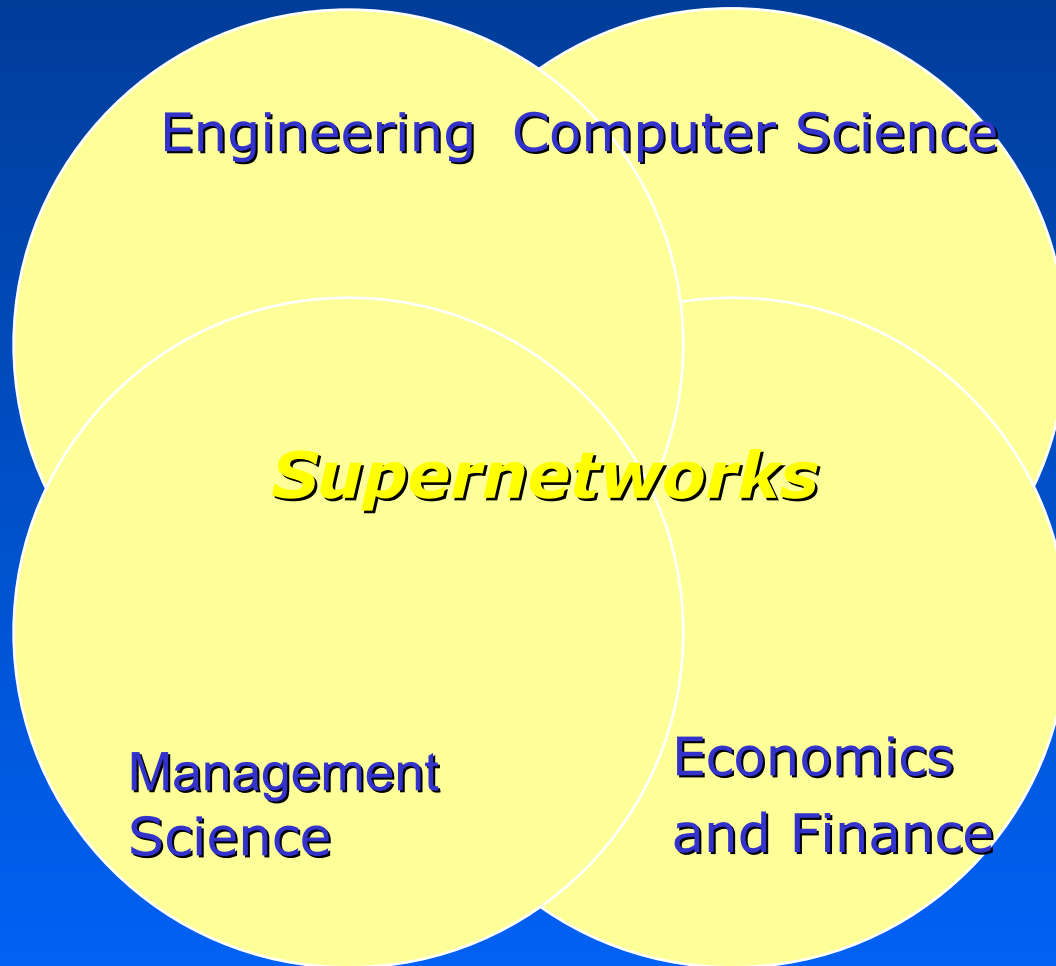 Engineering Computer Science
Supernetworks
Management
Science
Economics
and Finance